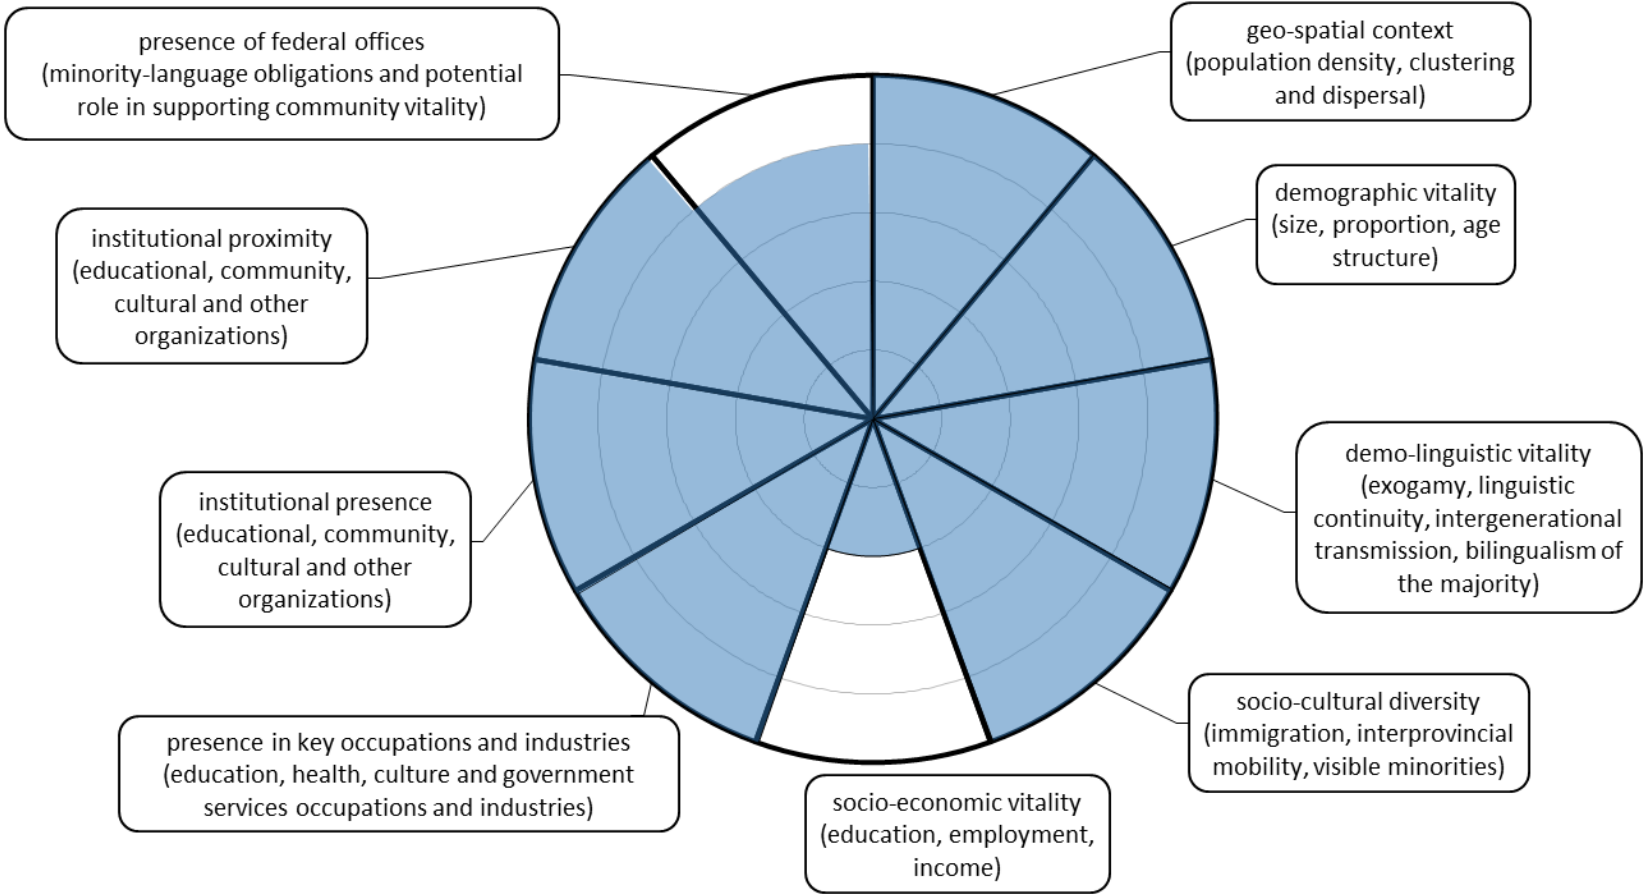 presence of federal offices
(minority-language obligations and potential
role in supporting community vitality)
geo-spatial context
(population density, clustering
and dispersal)
demographic vitality
(size, proportion, age
structure)
institutional proximity
(educational, community,
cultural and other
organizations)
demo-linguistic vitality
(exogamy, linguistic
continuity, intergenerational
transmission, bilingualism of
the majority)
institutional presence
(educational, community,
cultural and other
organizations)
socio-cultural diversity
(immigration, interprovincial
mobility, visible minorities)
presence in key occupations and industries
(education, health, culture and government
services occupations and industries)
socio-economic vitality
(education, employment,
income)